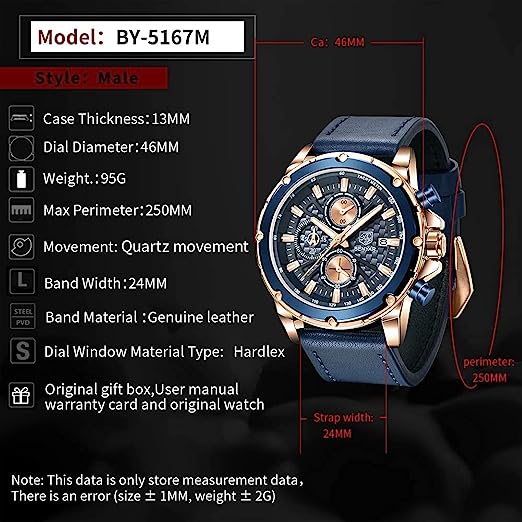 Model: BY-5167M
Ca: 46MM
Style: Male
Case Thickness:13MM
Dial Diameter:46MM
Weight.:95G
Max Perimeter:250MM
Movement: Quartz movement
L Band Width:24MM
STEEL
PVD
Band Material :Genuine leather
S Dial Window Material Type: Hardlex
Original gift box,User manual
warranty card and original watch
BENYAR
perimeter:
250MM
Strap width:
24MM
Note: This data is only store measurement data,
There is an error (size ± 1MM, weight ± 2G)